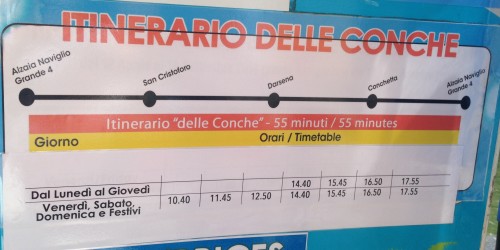 ITINERARIO DELLE CONCHE
Alzaia Naviglio
Grande 4
San Cristoforo
Darsena
Conchetta
Alzaia Naviglio
Grande 4
Itinerario "delle Conche" - 55 minuti / 55 minutes
Giorno Orari / Timetable
Dal Lunedì al Giovedì 14.40 15.45 16.50 17.55
Venerdì, Sabato,
Domenica e Festivi 10.40 11.45 12.50 14.40 15.45 16.50 17.55